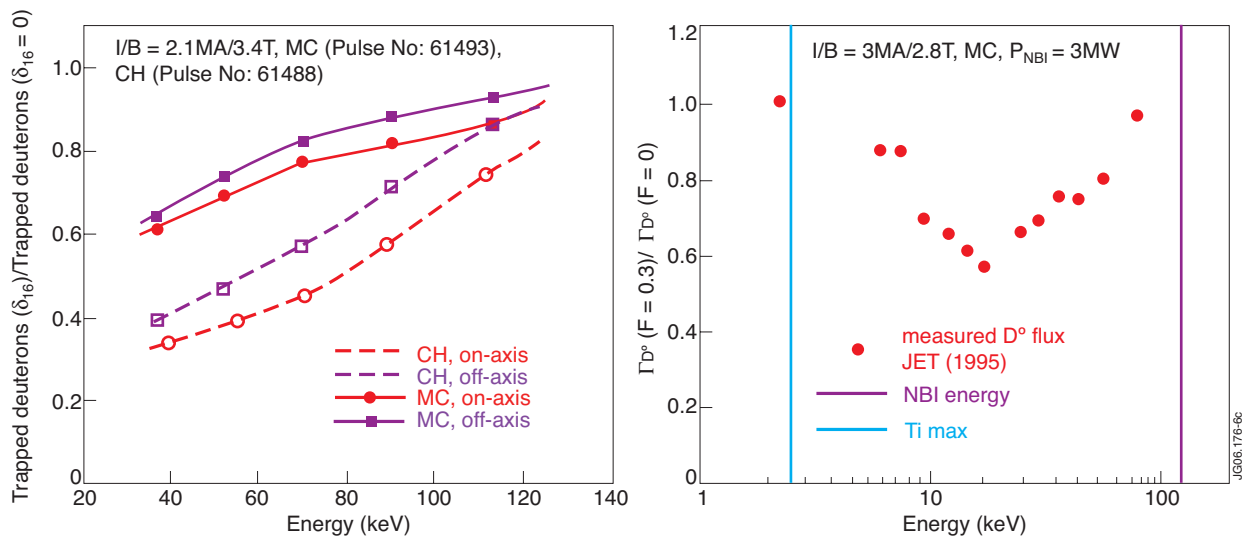 Trapped deuterons (δ₁₆)/Trapped deuterons (δ₁₆ = 0)
1.0
0.8
0.6
0.4
0.2
0
I/B = 2.1MA/3.4T, MC (Pulse No: 61493),
CH (Pulse No: 61488)
CH, on-axis
CH, off-axis
MC, on-axis
MC, off-axis
20 40 60 80 100 120 140
Energy (keV)
Γ_D° (F = 0.3)/ Γ_D° (F = 0)
1.2
1.0
0.8
0.6
0.4
0.2
0
I/B = 3MA/2.8T, MC, P_NBI = 3MW
measured D° flux
JET (1995)
NBI energy
Ti max
1 10 100
Energy (keV)
JG06.176-6c